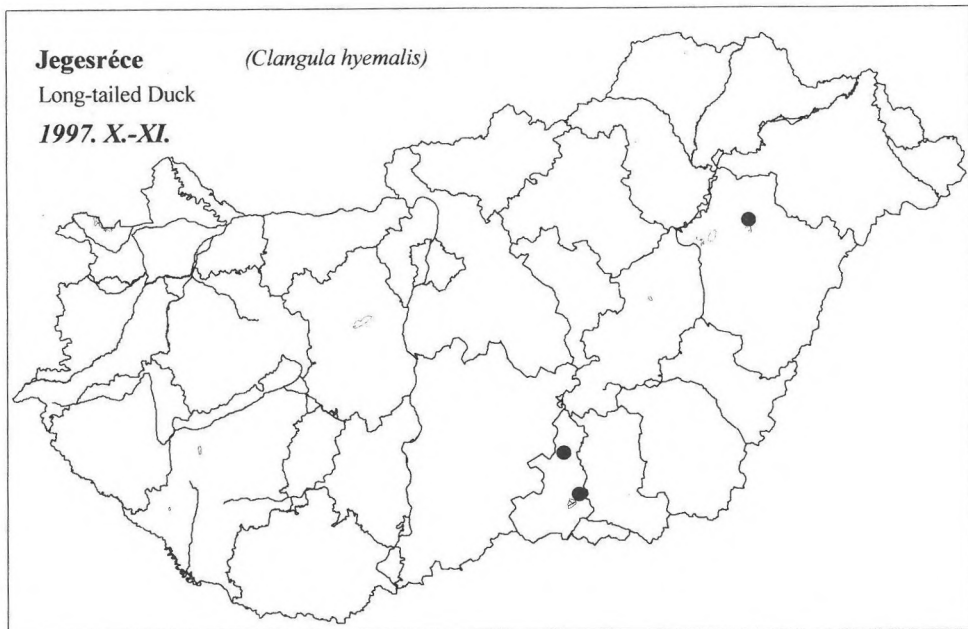 Jegesréce (Clangula hyemalis)
Long-tailed Duck
1997. X.-XI.